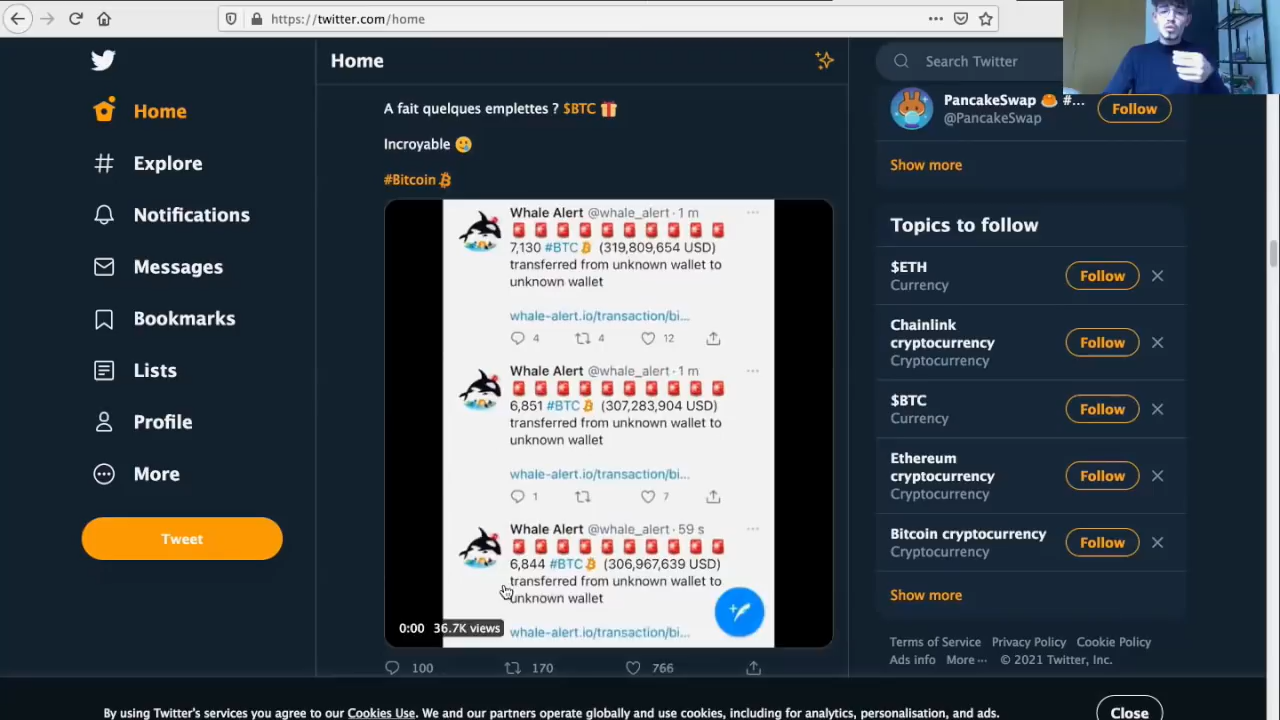 https://twitter.com/home
Home
Explore
Notifications
Messages
Bookmarks
Lists
Profile
More
Tweet
Home
A fait quelques emplettes ? $BTC
Incroyable
#Bitcoin
Whale Alert @whale_alert · 1 m
7,130 #BTC (319,809,654 USD)
transferred from unknown wallet to
unknown wallet
whale-alert.io/transaction/bi...
4 4 12
Whale Alert @whale_alert · 1 m
6,851 #BTC (307,283,904 USD)
transferred from unknown wallet to
unknown wallet
whale-alert.io/transaction/bi...
1 7
Whale Alert @whale_alert · 59 s
6,844 #BTC (306,967,639 USD)
transferred from unknown wallet to
unknown wallet
whale-alert.io/transaction/bi...
0:00 36.7K views
100 170 766
Search Twitter
PancakeSwap #...
@PancakeSwap
Follow
Show more
Topics to follow
$ETH
Currency
Follow
Chainlink
cryptocurrency
Cryptocurrency
Follow
$BTC
Currency
Follow
Ethereum
cryptocurrency
Cryptocurrency
Follow
Bitcoin cryptocurrency
Cryptocurrency
Follow
Show more
Terms of Service Privacy Policy Cookie Policy
Ads info More ··· © 2021 Twitter, Inc.
By using Twitter's services you agree to our Cookies Use. We and our partners operate globally and use cookies, including for analytics, personalisation, and ads.
Close